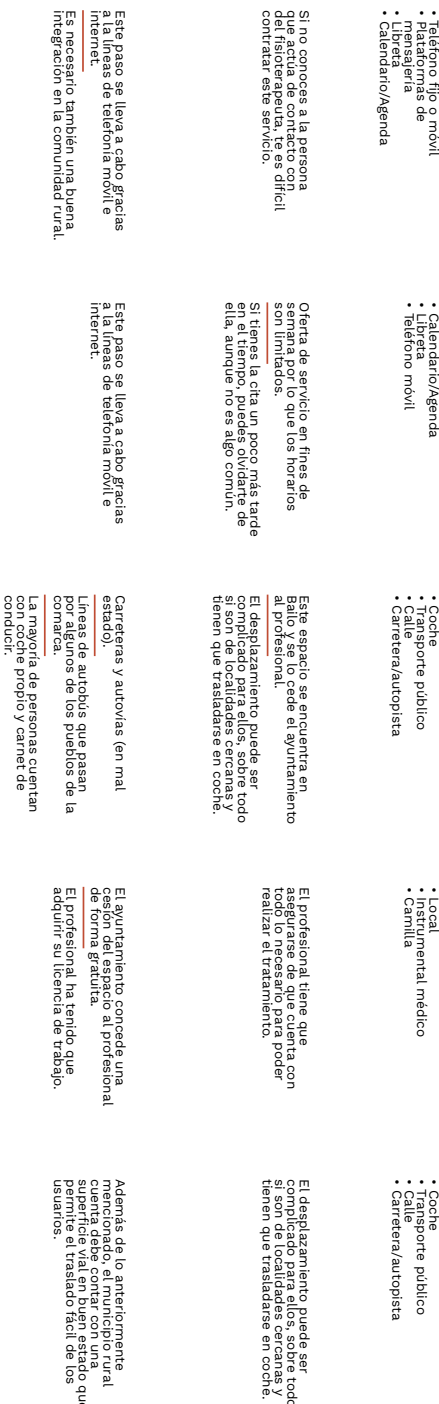 • Teléfono fijo o móvil
• Plataformas de
mensajería
• Libreta
• Calendario/Agenda
• Calendario/Agenda
• Libreta
• Teléfono móvil
• Coche
• Transporte público
• Calle
• Carretera/autopista
• Local
• Instrumental médico
• Camilla
• Coche
• Transporte público
• Calle
• Carretera/autopista
Si no conoces a la persona
que actúa de contacto con
del fisioterapeuta, te es difícil
contratar este servicio.
Oferta de servicio en fines de
semana por lo que los horarios
son limitados.
Si tienes la cita un poco más tarde
en el tiempo, puedes olvidarte de
ella, aunque no es algo común.
Este espacio se encuentra en
Bailo y se lo cede el ayuntamiento
al profesional.
El desplazamiento puede ser
complicado para ellos, sobre todo
si son de localidades cercanas y
tienen que trasladarse en coche.
El profesional tiene que
asegurarse de que cuenta con
todo lo necesario para poder
realizar el tratamiento.
El desplazamiento puede ser
complicado para ellos, sobre todo
si son de localidades cercanas y
tienen que trasladarse en coche.
Este paso se lleva a cabo gracias
a la líneas de telefonía móvil e
internet.
Es necesario también una buena
integración en la comunidad rural.
Este paso se lleva a cabo gracias
a la líneas de telefonía móvil e
internet.
Carreteras y autovías (en mal
estado).
Líneas de autobús que pasan
por algunos de los pueblos de la
comarca.
La mayoría de personas cuentan
con coche propio y carnet de
conducir.
El ayuntamiento concede una
cesión del espacio al profesional
de forma gratuita.
El profesional ha tenido que
adquirir su licencia de trabajo.
Además de lo anteriormente
mencionado, el municipio rural
cuenta debe contar con una
superficie vial en buen estado que
permite el traslado fácil de los
usuarios.